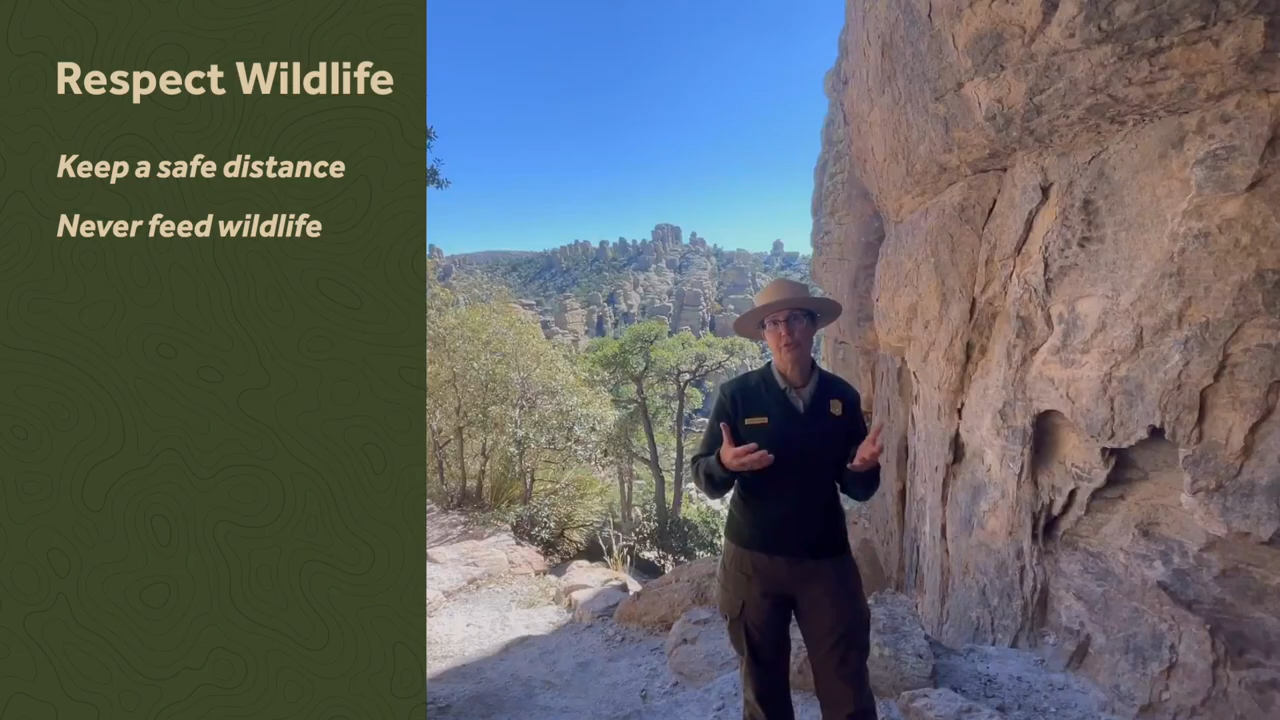 Respect Wildlife
Keep a safe distance
Never feed wildlife